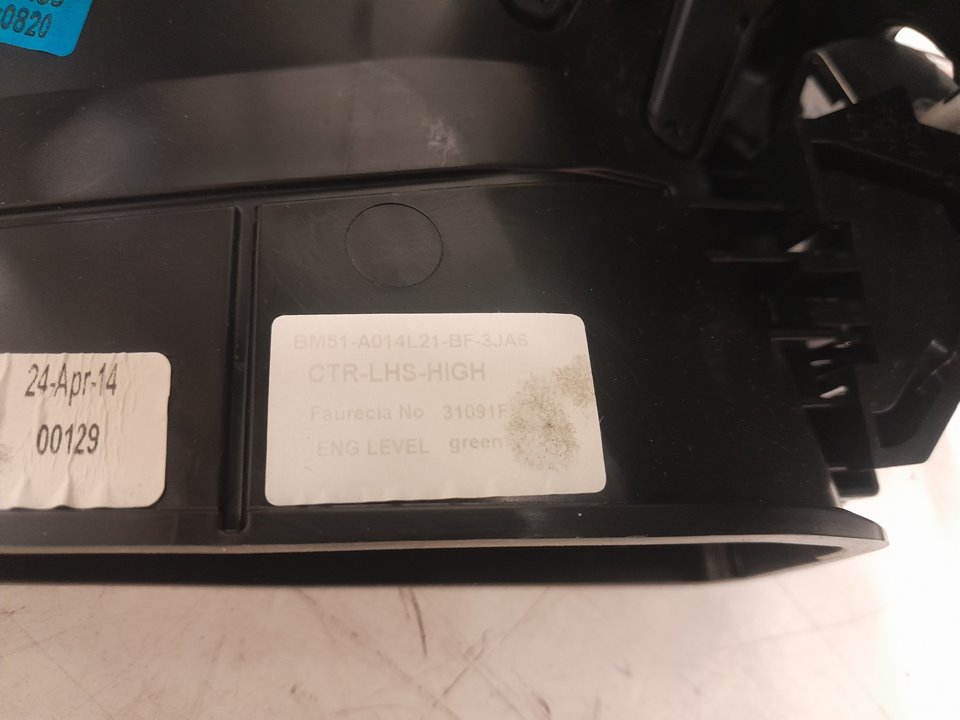 0820
24-Apr-14
00129
BM51-A014L21-BF-3JA6
CTR-LHS-HIGH
Faurecia No 31091F
ENG LEVEL green